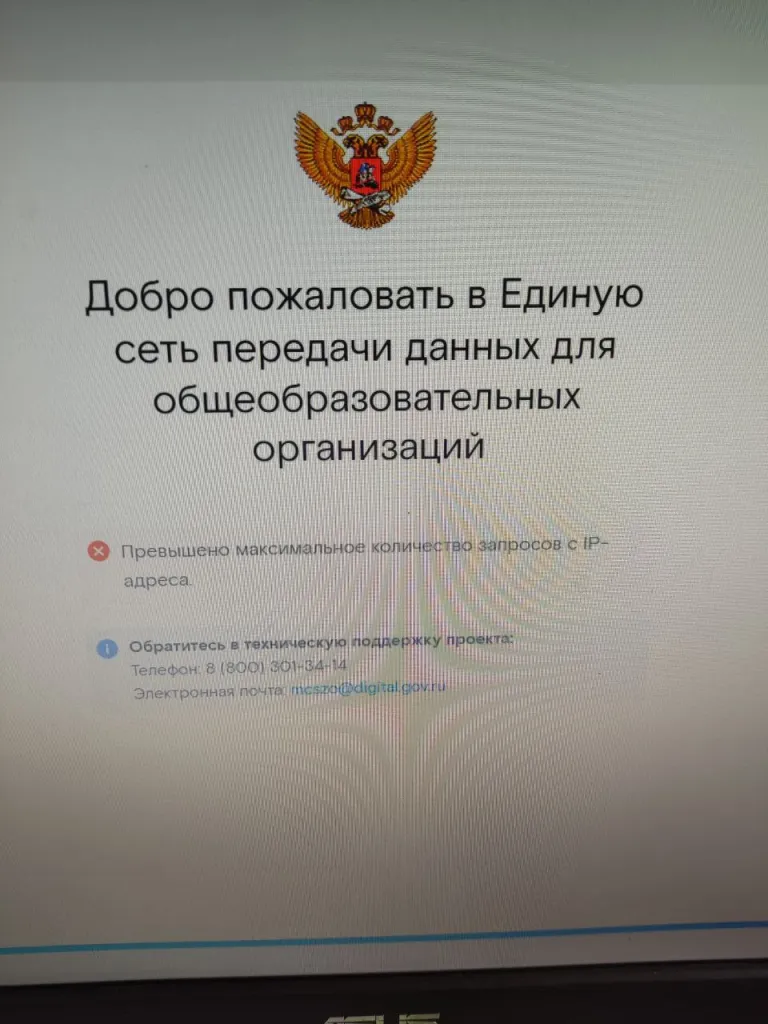 Добро пожаловать в Единую
сеть передачи данных для
общеобразовательных
организаций
Превышено максимальное количество запросов с IP-
адреса.
Обратитесь в техническую поддержку проекта:
Телефон: 8 (800) 301-34-14
Электронная почта: mcszo@digital.gov.ru